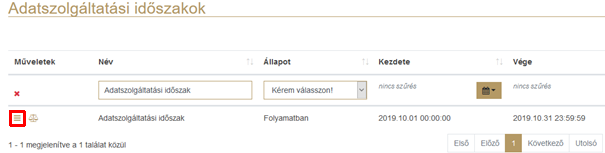 Adatszolgáltatási időszakok
Műveletek Név Állapot Kezdete Vége
Adatszolgáltatási időszak Kérem válasszon! nincs szűrés nincs szűrés
Adatszolgáltatási időszak Folyamatban 2019.10.01 00:00:00 2019.10.31 23:59:59
1 - 1 megjelenítve a 1 találat közül
Első Előző 1 Következő Utolsó